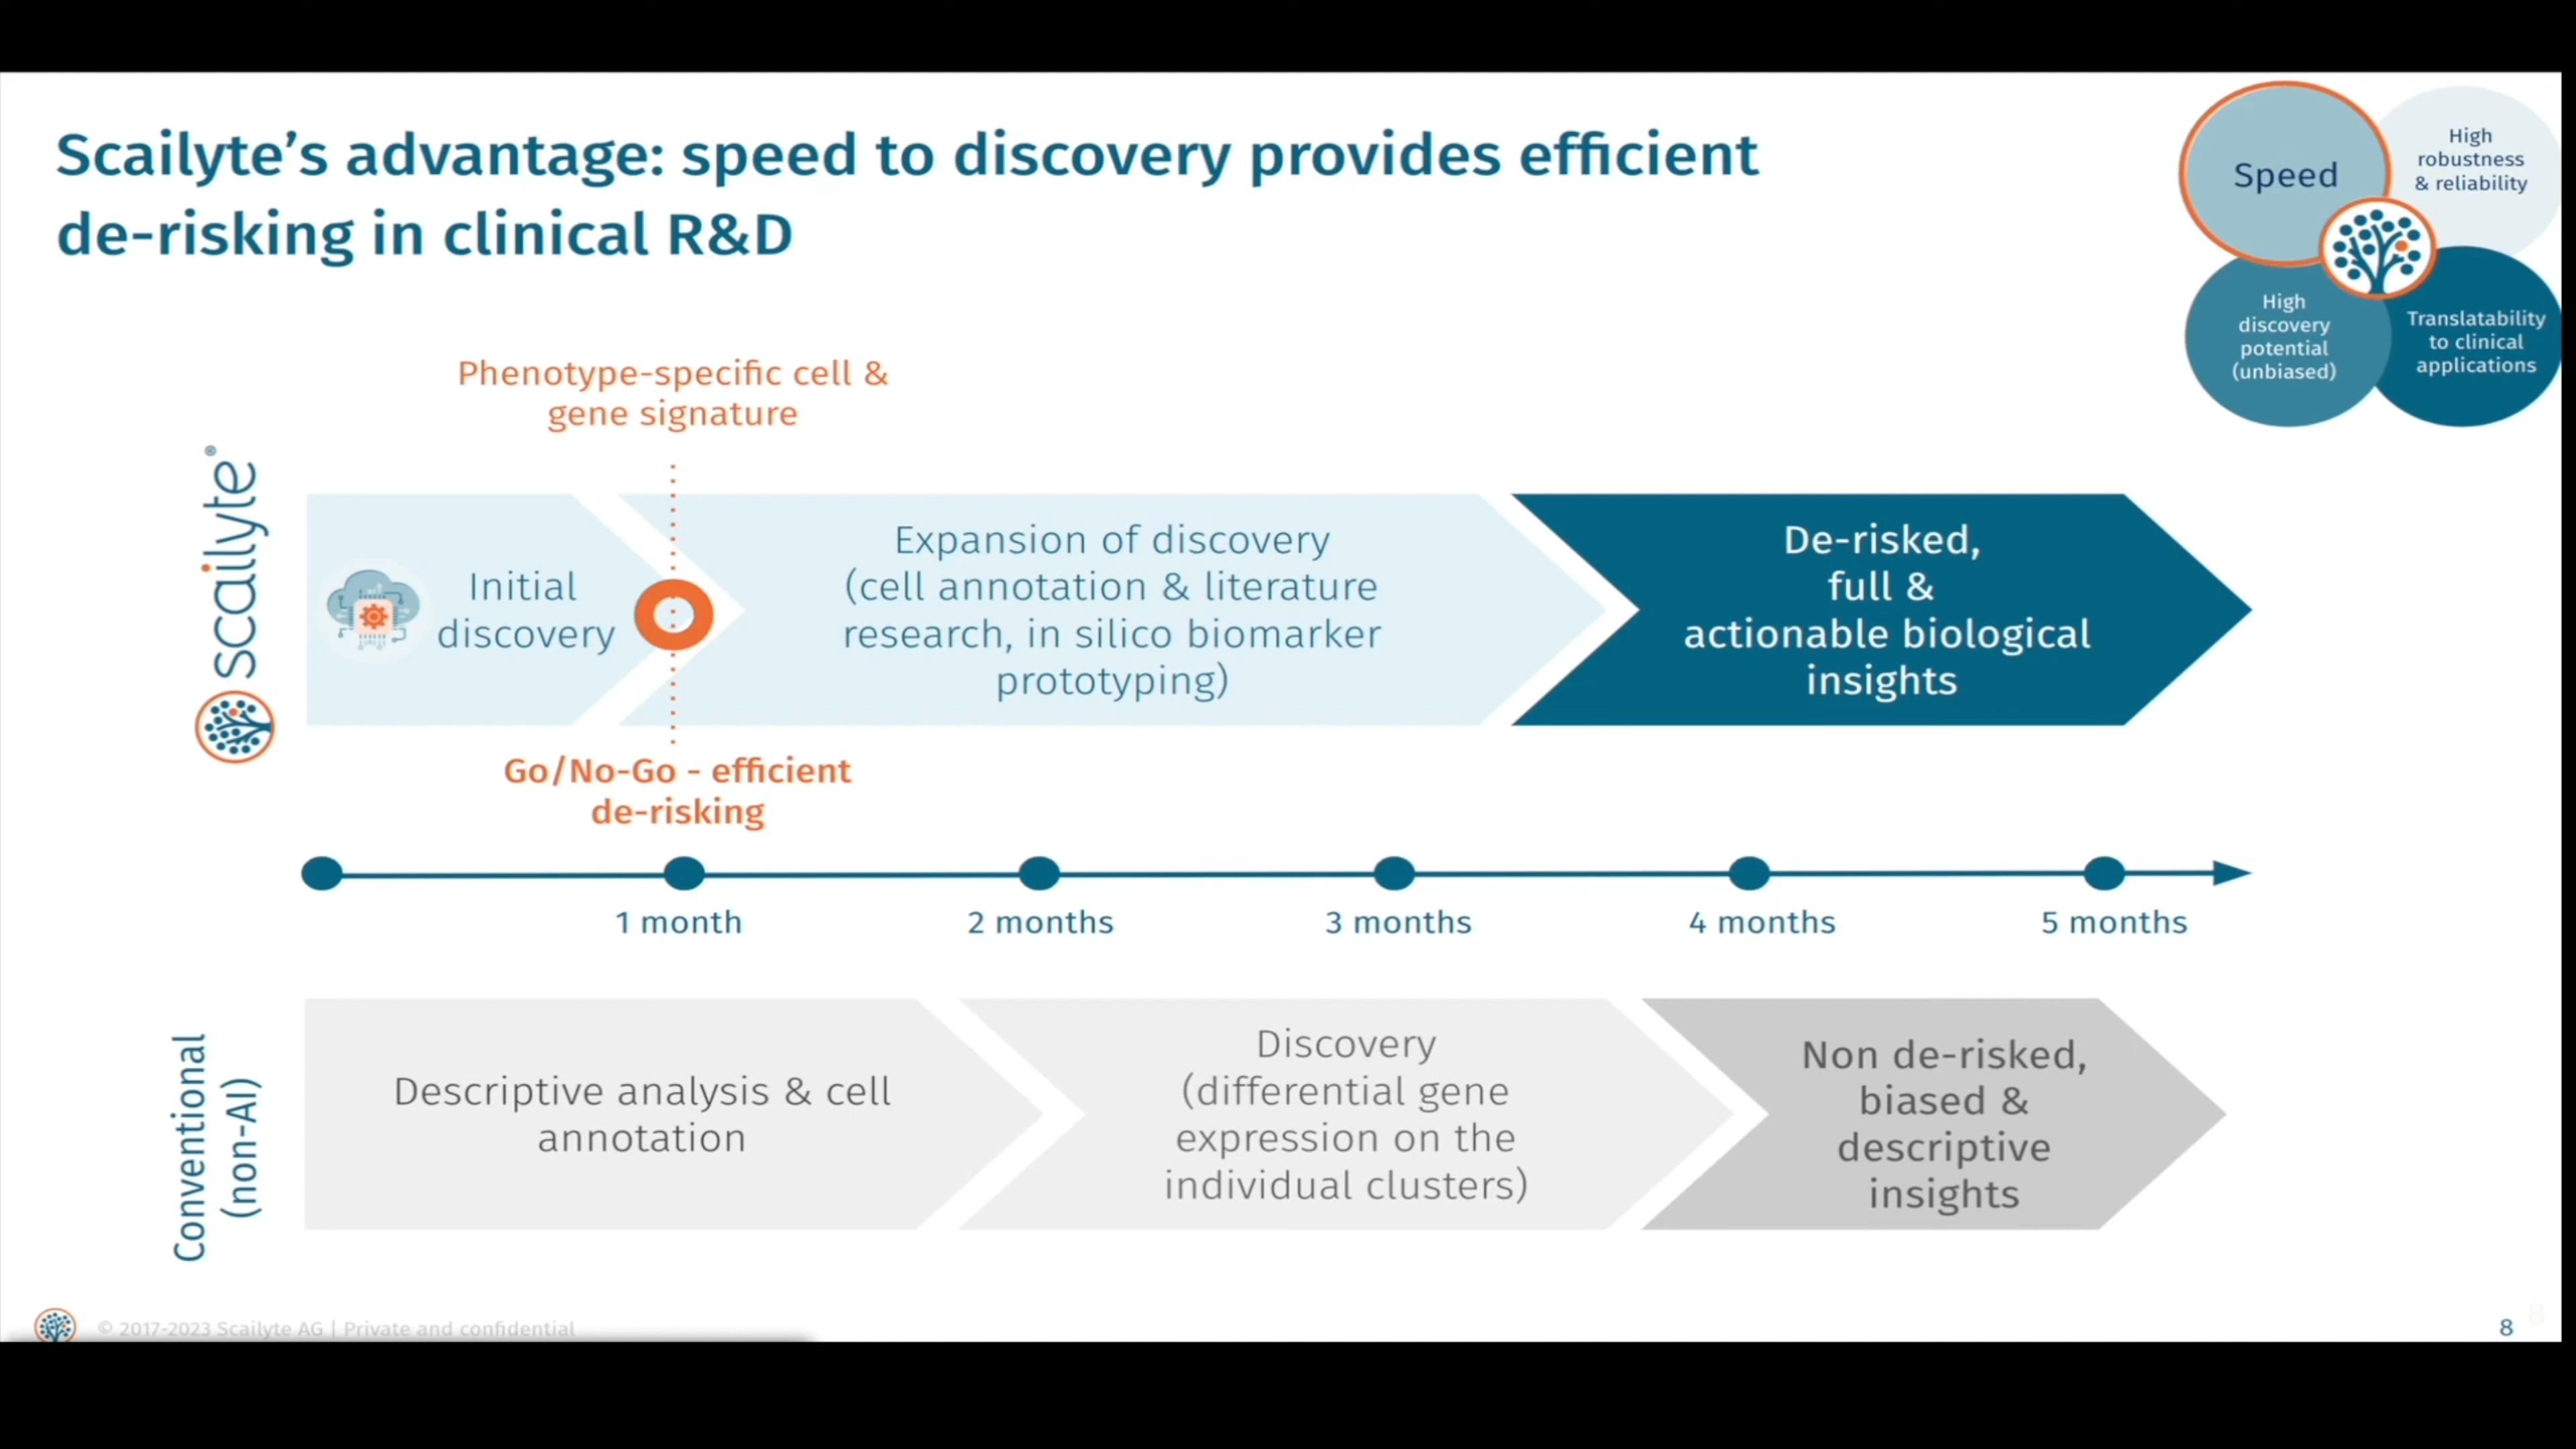 Scailyte's advantage: speed to discovery provides efficient
de-risking in clinical R&D
Speed
High
robustness
& reliability
High
discovery
potential
(unbiased)
Translatability
to clinical
applications
Phenotype-specific cell &
gene signature
scailyte®
Initial
discovery
Expansion of discovery
(cell annotation & literature
research, in silico biomarker
prototyping)
De-risked,
full &
actionable biological
insights
Go/No-Go - efficient
de-risking
1 month
2 months
3 months
4 months
5 months
Conventional
(non-AI)
Descriptive analysis & cell
annotation
Discovery
(differential gene
expression on the
individual clusters)
Non de-risked,
biased &
descriptive
insights
© 2017-2023 Scailyte AG | Private and confidential
8
8